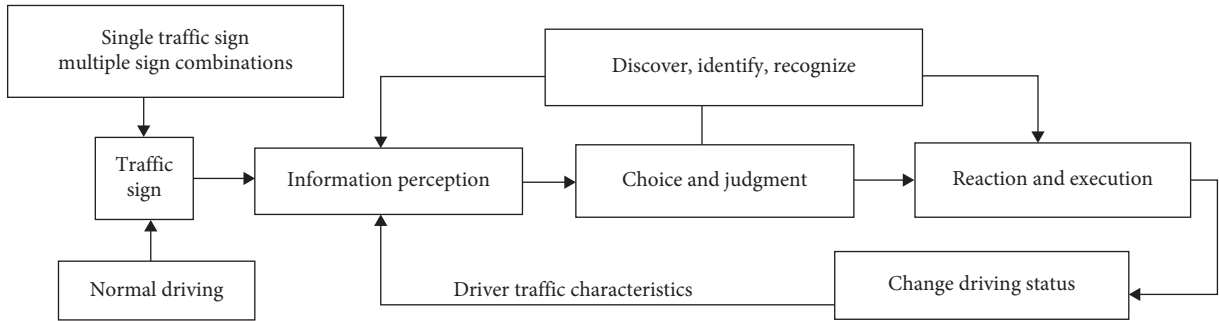 Single traffic sign
multiple sign combinations
Discover, identify, recognize
Traffic
sign
Information perception
Choice and judgment
Reaction and execution
Normal driving
Driver traffic characteristics
Change driving status